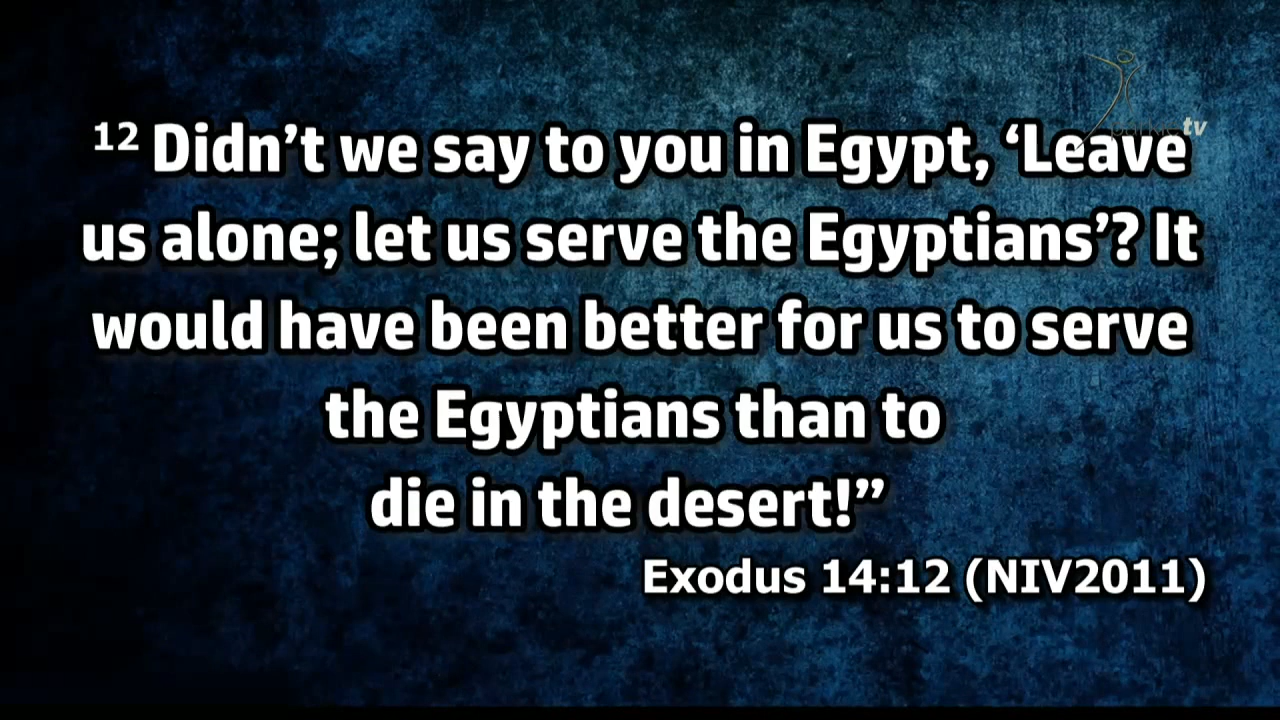 12 Didn’t we say to you in Egypt, ‘Leave
us alone; let us serve the Egyptians’? It
would have been better for us to serve
the Egyptians than to
die in the desert!”
Exodus 14:12 (NIV2011)
tv